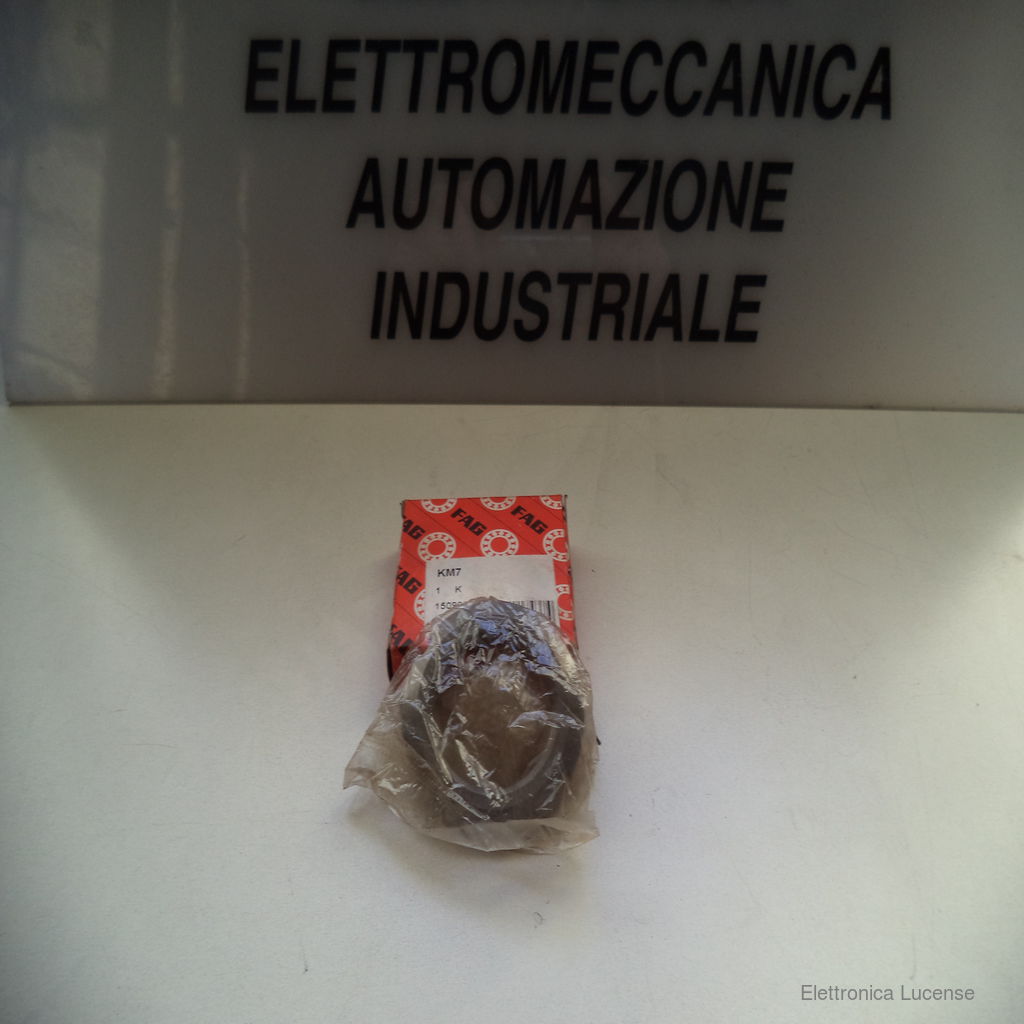 ELETTROMECCANICA
AUTOMAZIONE
INDUSTRIALE
FAG FAG
KM7
1 K
Elettronica Lucense